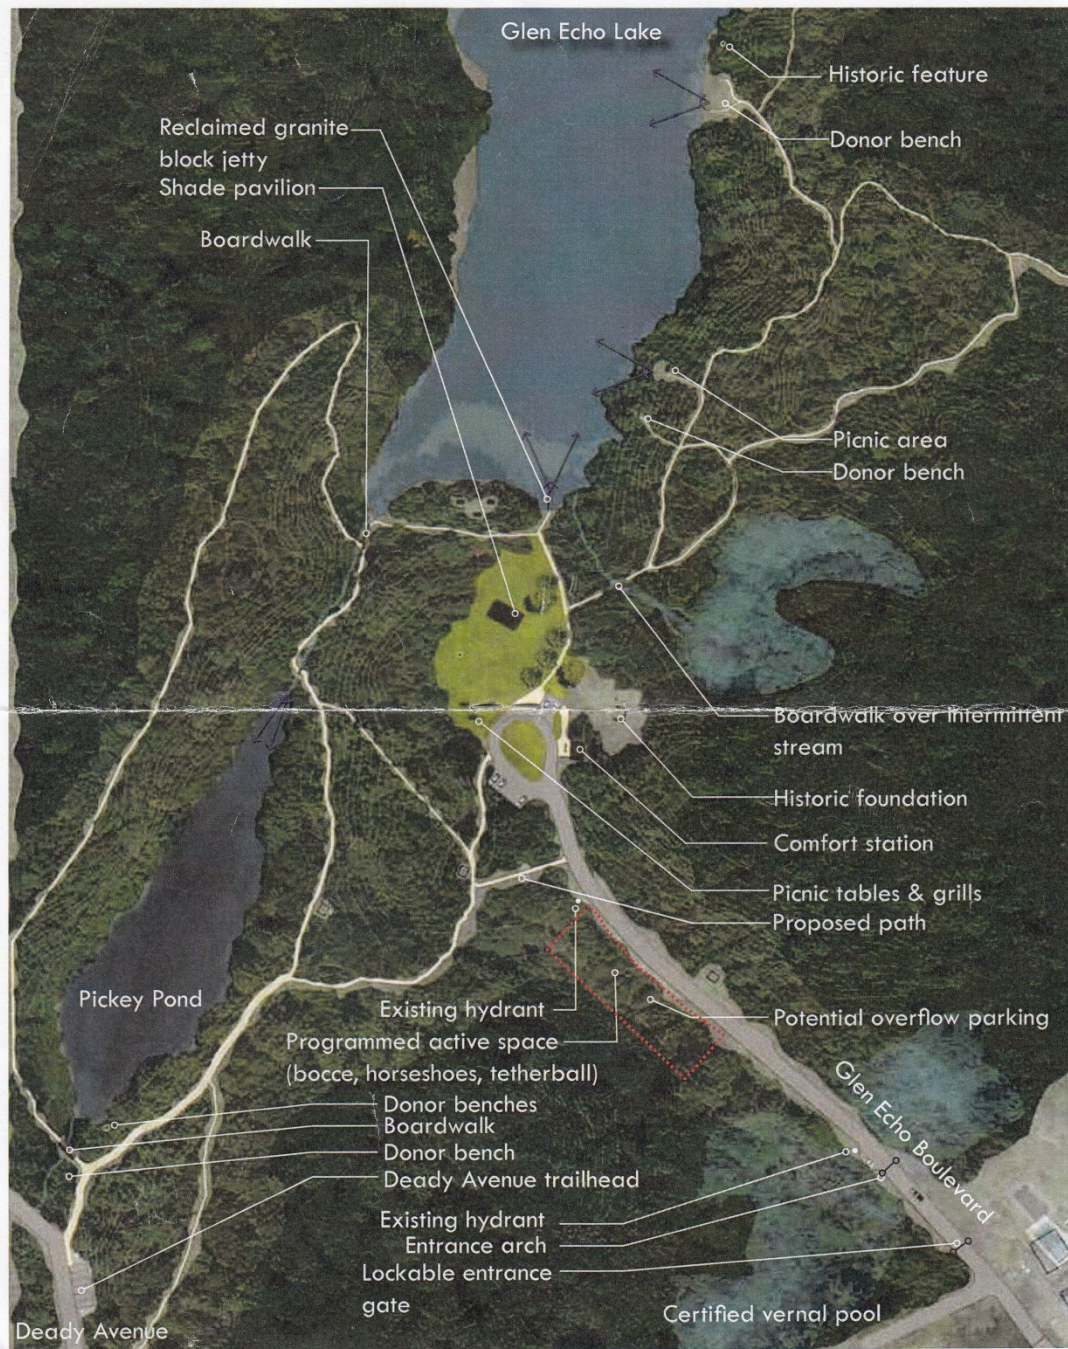 Glen Echo Lake
Historic feature
Donor bench
Reclaimed granite
block jetty
Shade pavilion
Boardwalk
Picnic area
Donor bench
Boardwalk over intermittent
stream
Historic foundation
Comfort station
Picnic tables & grills
Proposed path
Pickey Pond
Existing hydrant
Potential overflow parking
Programmed active space
(bocce, horseshoes, tetherball)
Glen Echo Boulevard
Donor benches
Boardwalk
Donor bench
Deady Avenue trailhead
Existing hydrant
Entrance arch
Lockable entrance
gate
Certified vernal pool
Deady Avenue